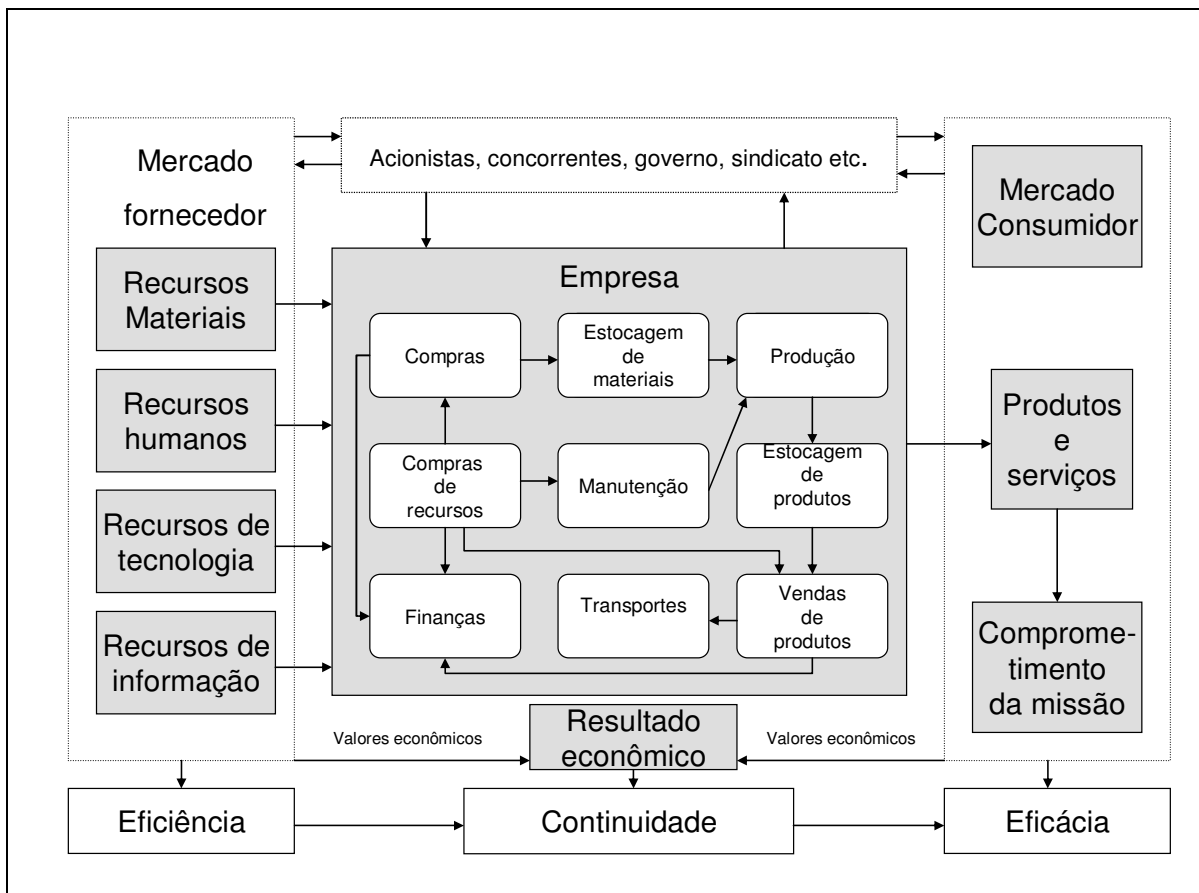 Acionistas, concorrentes, governo, sindicato etc.
Mercado
fornecedor
Recursos
Materiais
Recursos
humanos
Recursos de
tecnologia
Recursos de
informação
Empresa
Compras
Estocagem
de
materiais
Produção
Compras
de
recursos
Manutenção
Estocagem
de
produtos
Finanças
Transportes
Vendas
de
produtos
Mercado
Consumidor
Produtos
e
serviços
Comprome-
timento
da missão
Valores econômicos
Resultado
econômico
Valores econômicos
Eficiência
Continuidade
Eficácia